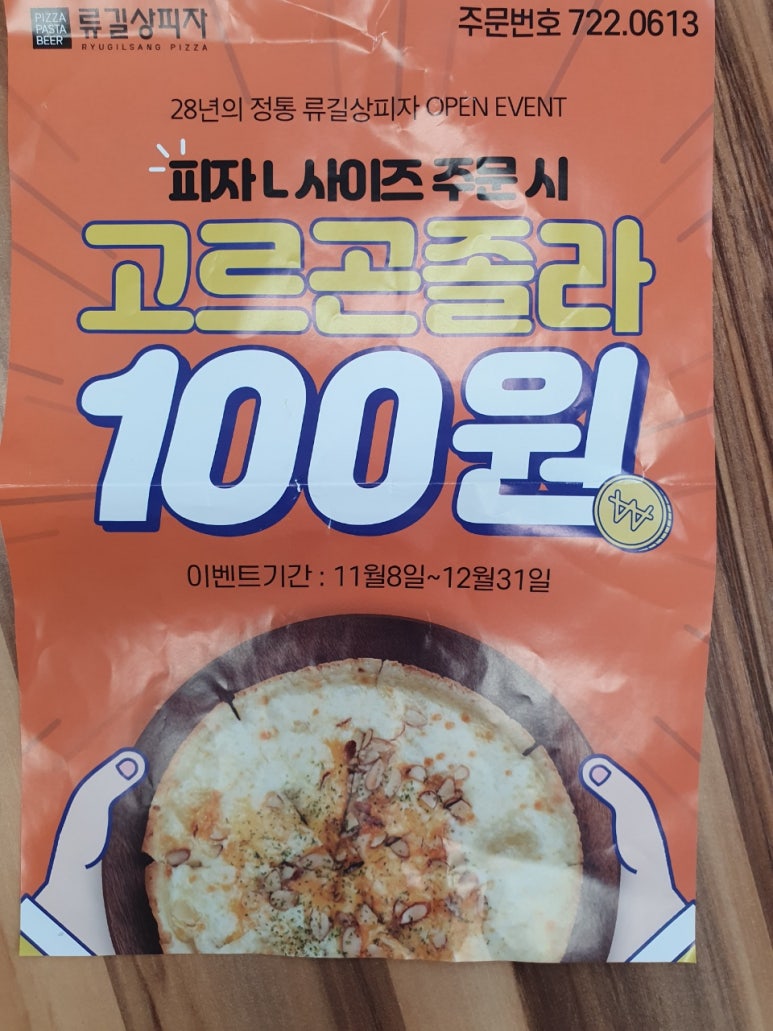 PIZZA
PASTA
BEER
류길상피자
RYUGILSANG PIZZA
주문번호 722.0613
28년의 정통 류길상피자 OPEN EVENT
피자 L 사이즈 주문 시
고르곤졸라
100원
이벤트기간 : 11월8일~12월31일